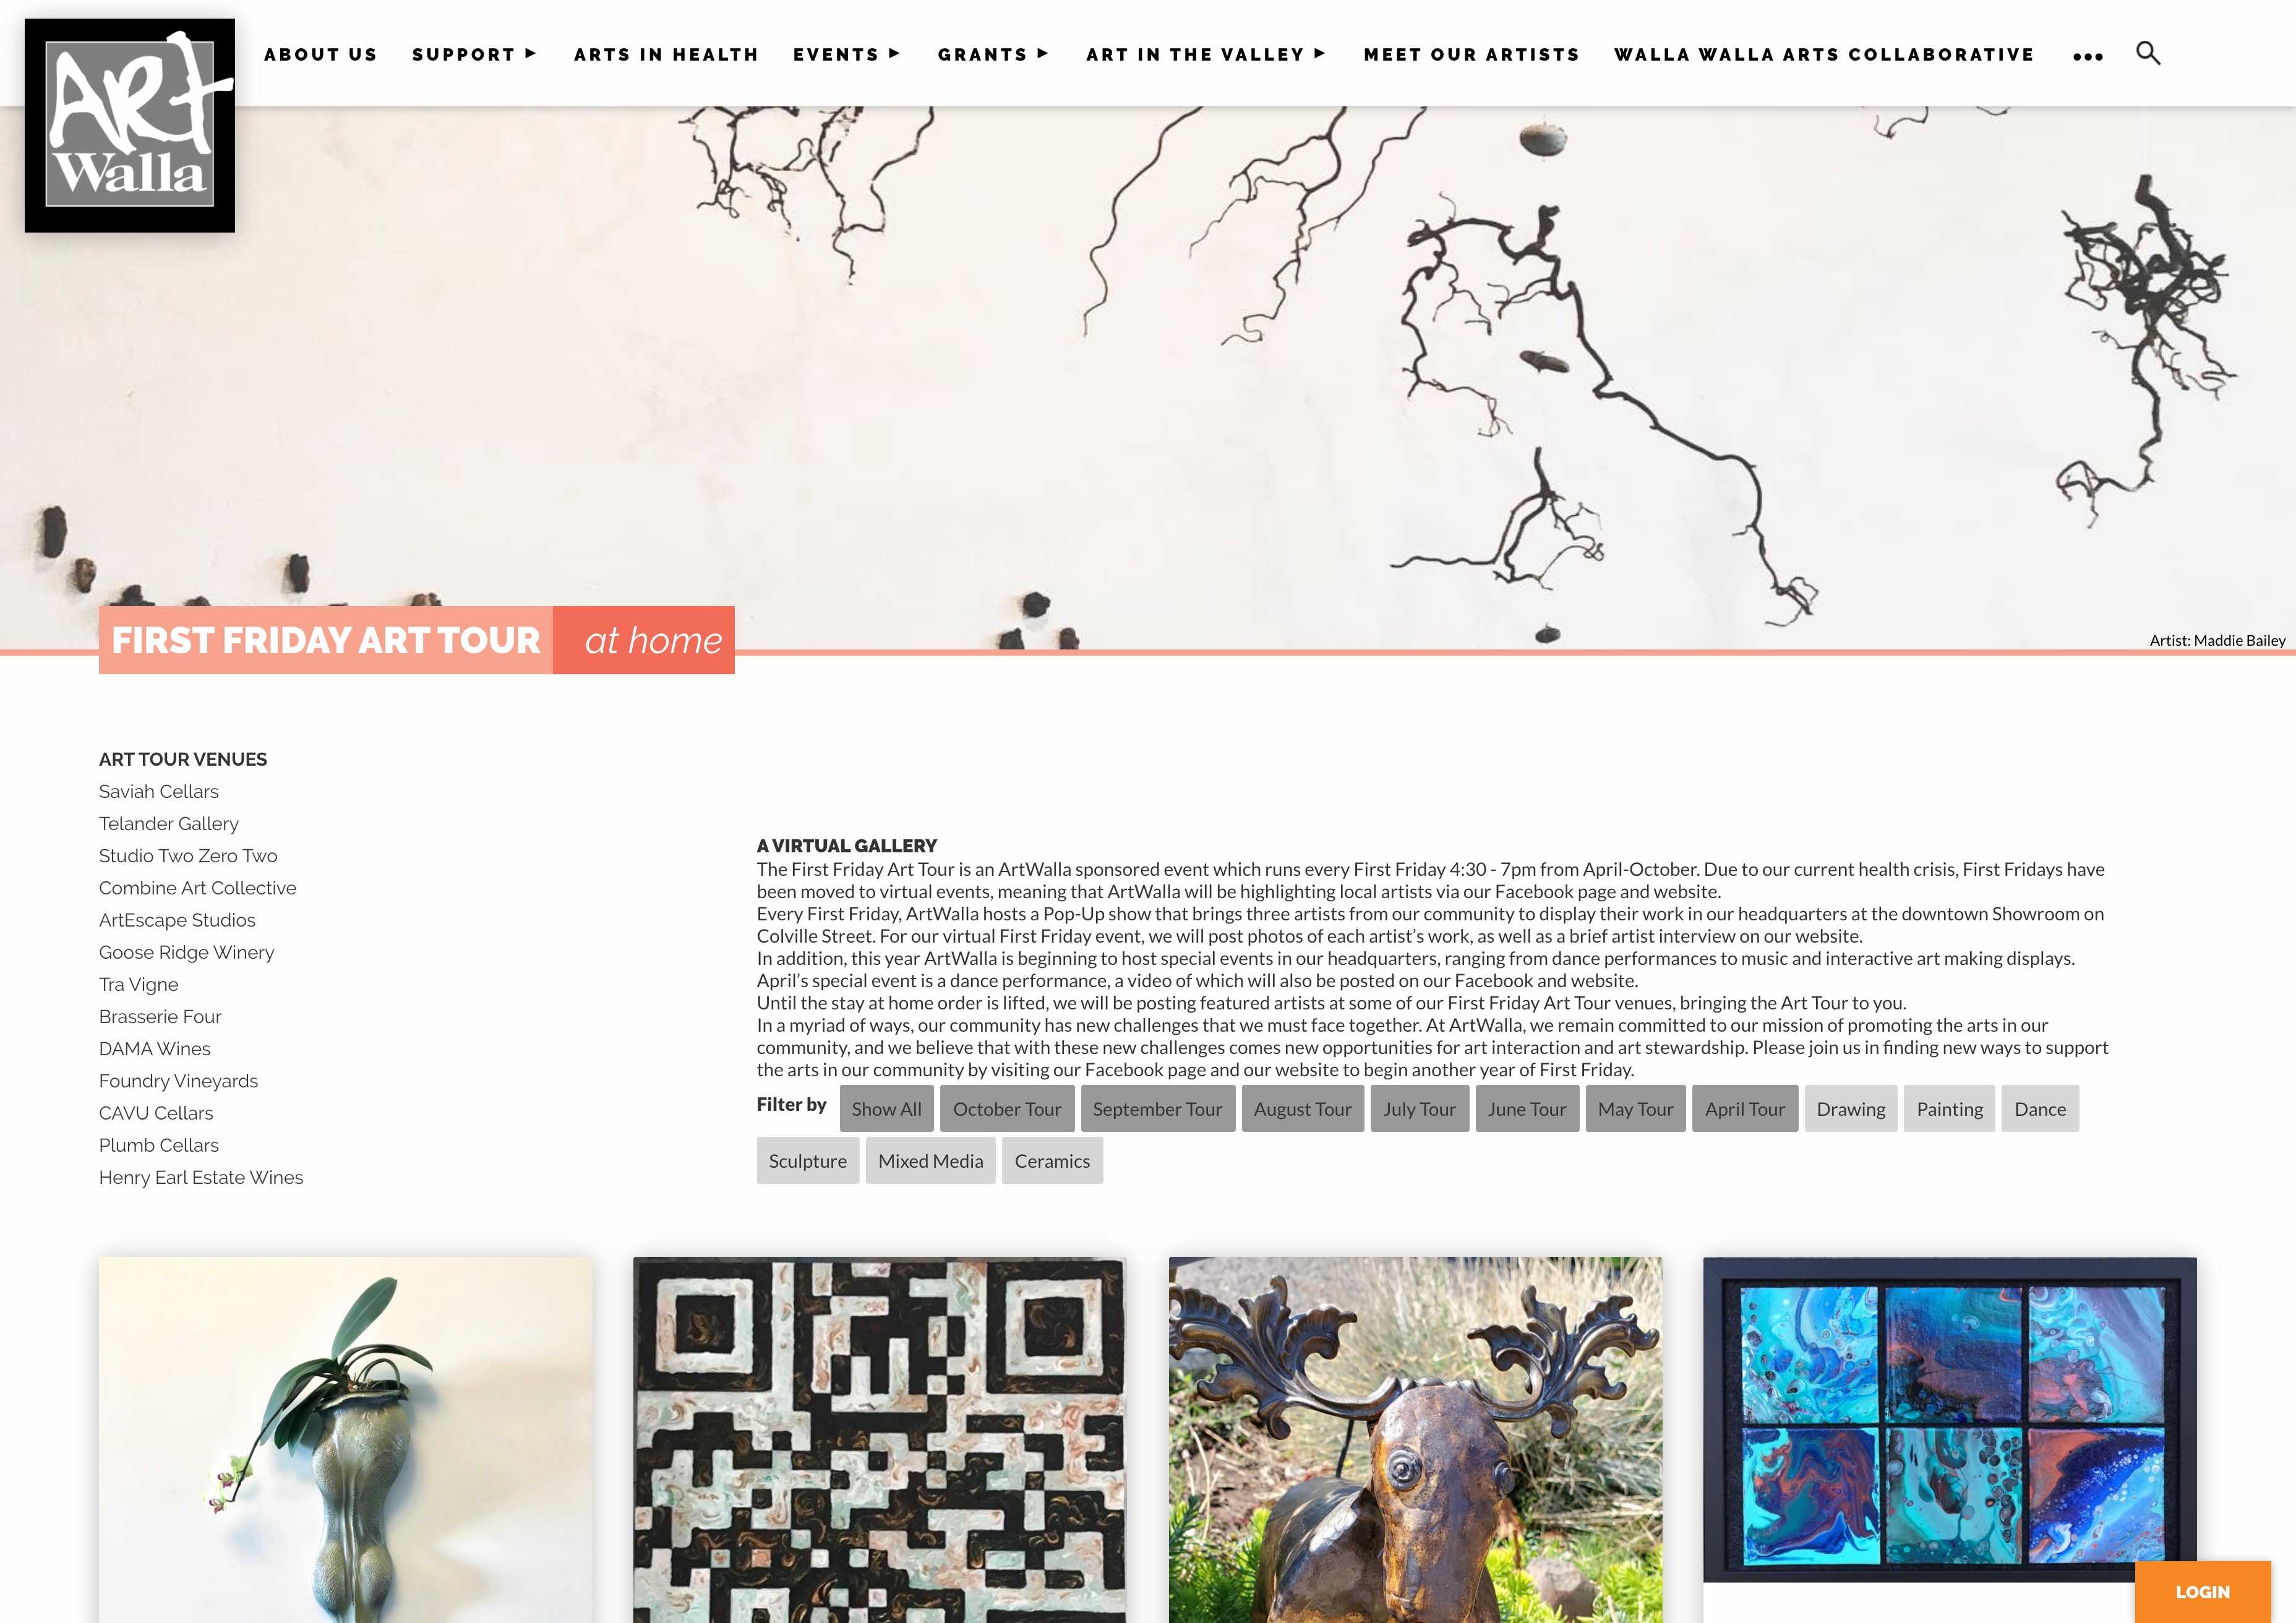 Art
Walla
ABOUT US SUPPORT ► ARTS IN HEALTH EVENTS ► GRANTS ► ART IN THE VALLEY ► MEET OUR ARTISTS WALLA WALLA ARTS COLLABORATIVE •••
FIRST FRIDAY ART TOUR at home
Artist: Maddie Bailey
ART TOUR VENUES
Saviah Cellars
Telander Gallery
Studio Two Zero Two
Combine Art Collective
ArtEscape Studios
Goose Ridge Winery
Tra Vigne
Brasserie Four
DAMA Wines
Foundry Vineyards
CAVU Cellars
Plumb Cellars
Henry Earl Estate Wines
A VIRTUAL GALLERY
The First Friday Art Tour is an ArtWalla sponsored event which runs every First Friday 4:30 - 7pm from April-October. Due to our current health crisis, First Fridays have
been moved to virtual events, meaning that ArtWalla will be highlighting local artists via our Facebook page and website.
Every First Friday, ArtWalla hosts a Pop-Up show that brings three artists from our community to display their work in our headquarters at the downtown Showroom on
Colville Street. For our virtual First Friday event, we will post photos of each artist’s work, as well as a brief artist interview on our website.
In addition, this year ArtWalla is beginning to host special events in our headquarters, ranging from dance performances to music and interactive art making displays.
April’s special event is a dance performance, a video of which will also be posted on our Facebook and website.
Until the stay at home order is lifted, we will be posting featured artists at some of our First Friday Art Tour venues, bringing the Art Tour to you.
In a myriad of ways, our community has new challenges that we must face together. At ArtWalla, we remain committed to our mission of promoting the arts in our
community, and we believe that with these new challenges comes new opportunities for art interaction and art stewardship. Please join us in finding new ways to support
the arts in our community by visiting our Facebook page and our website to begin another year of First Friday.
Filter by Show All October Tour September Tour August Tour July Tour June Tour May Tour April Tour Drawing Painting Dance
Sculpture Mixed Media Ceramics
LOGIN